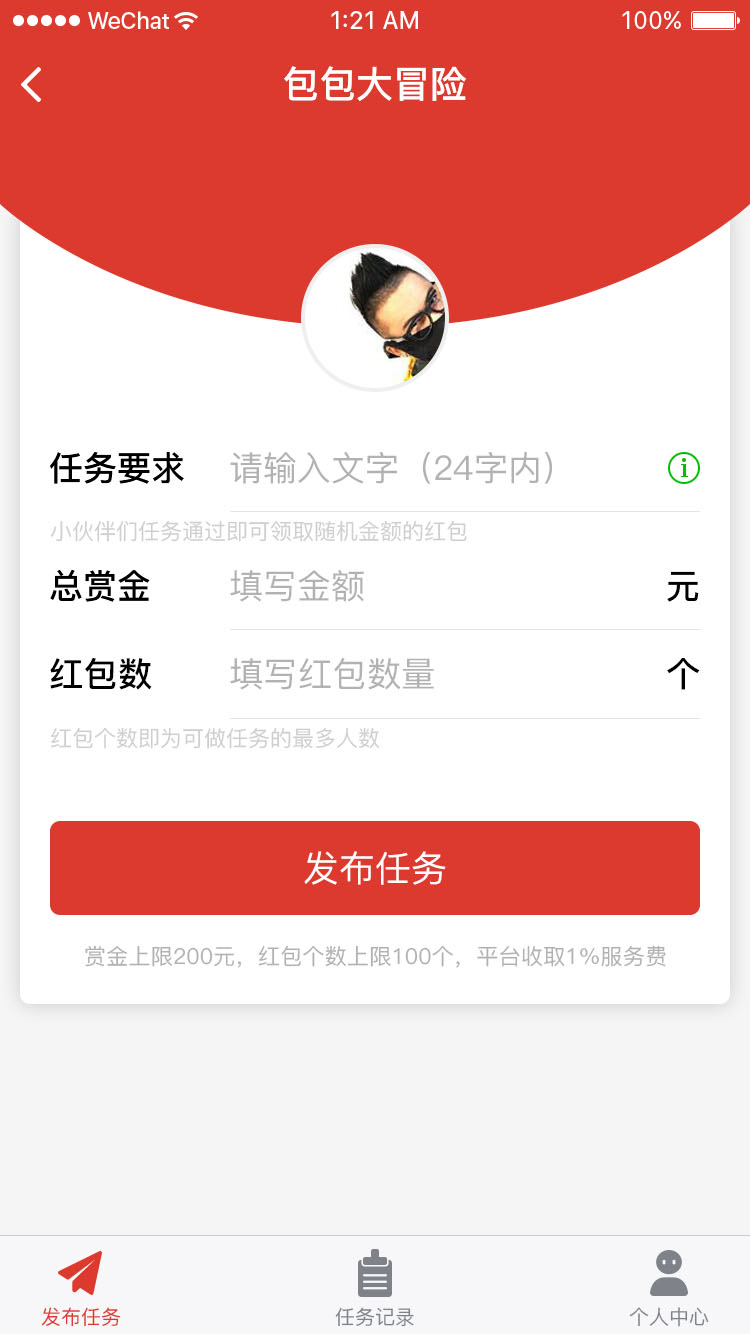 WeChat 1:21 AM 100%
包包大冒险
任务要求 请输入文字（24字内）
小伙伴们任务通过即可领取随机金额的红包
总赏金 填写金额 元
红包数 填写红包数量 个
红包个数即为可做任务的最多人数
发布任务
赏金上限200元，红包个数上限100个，平台收取1%服务费
发布任务 任务记录 个人中心